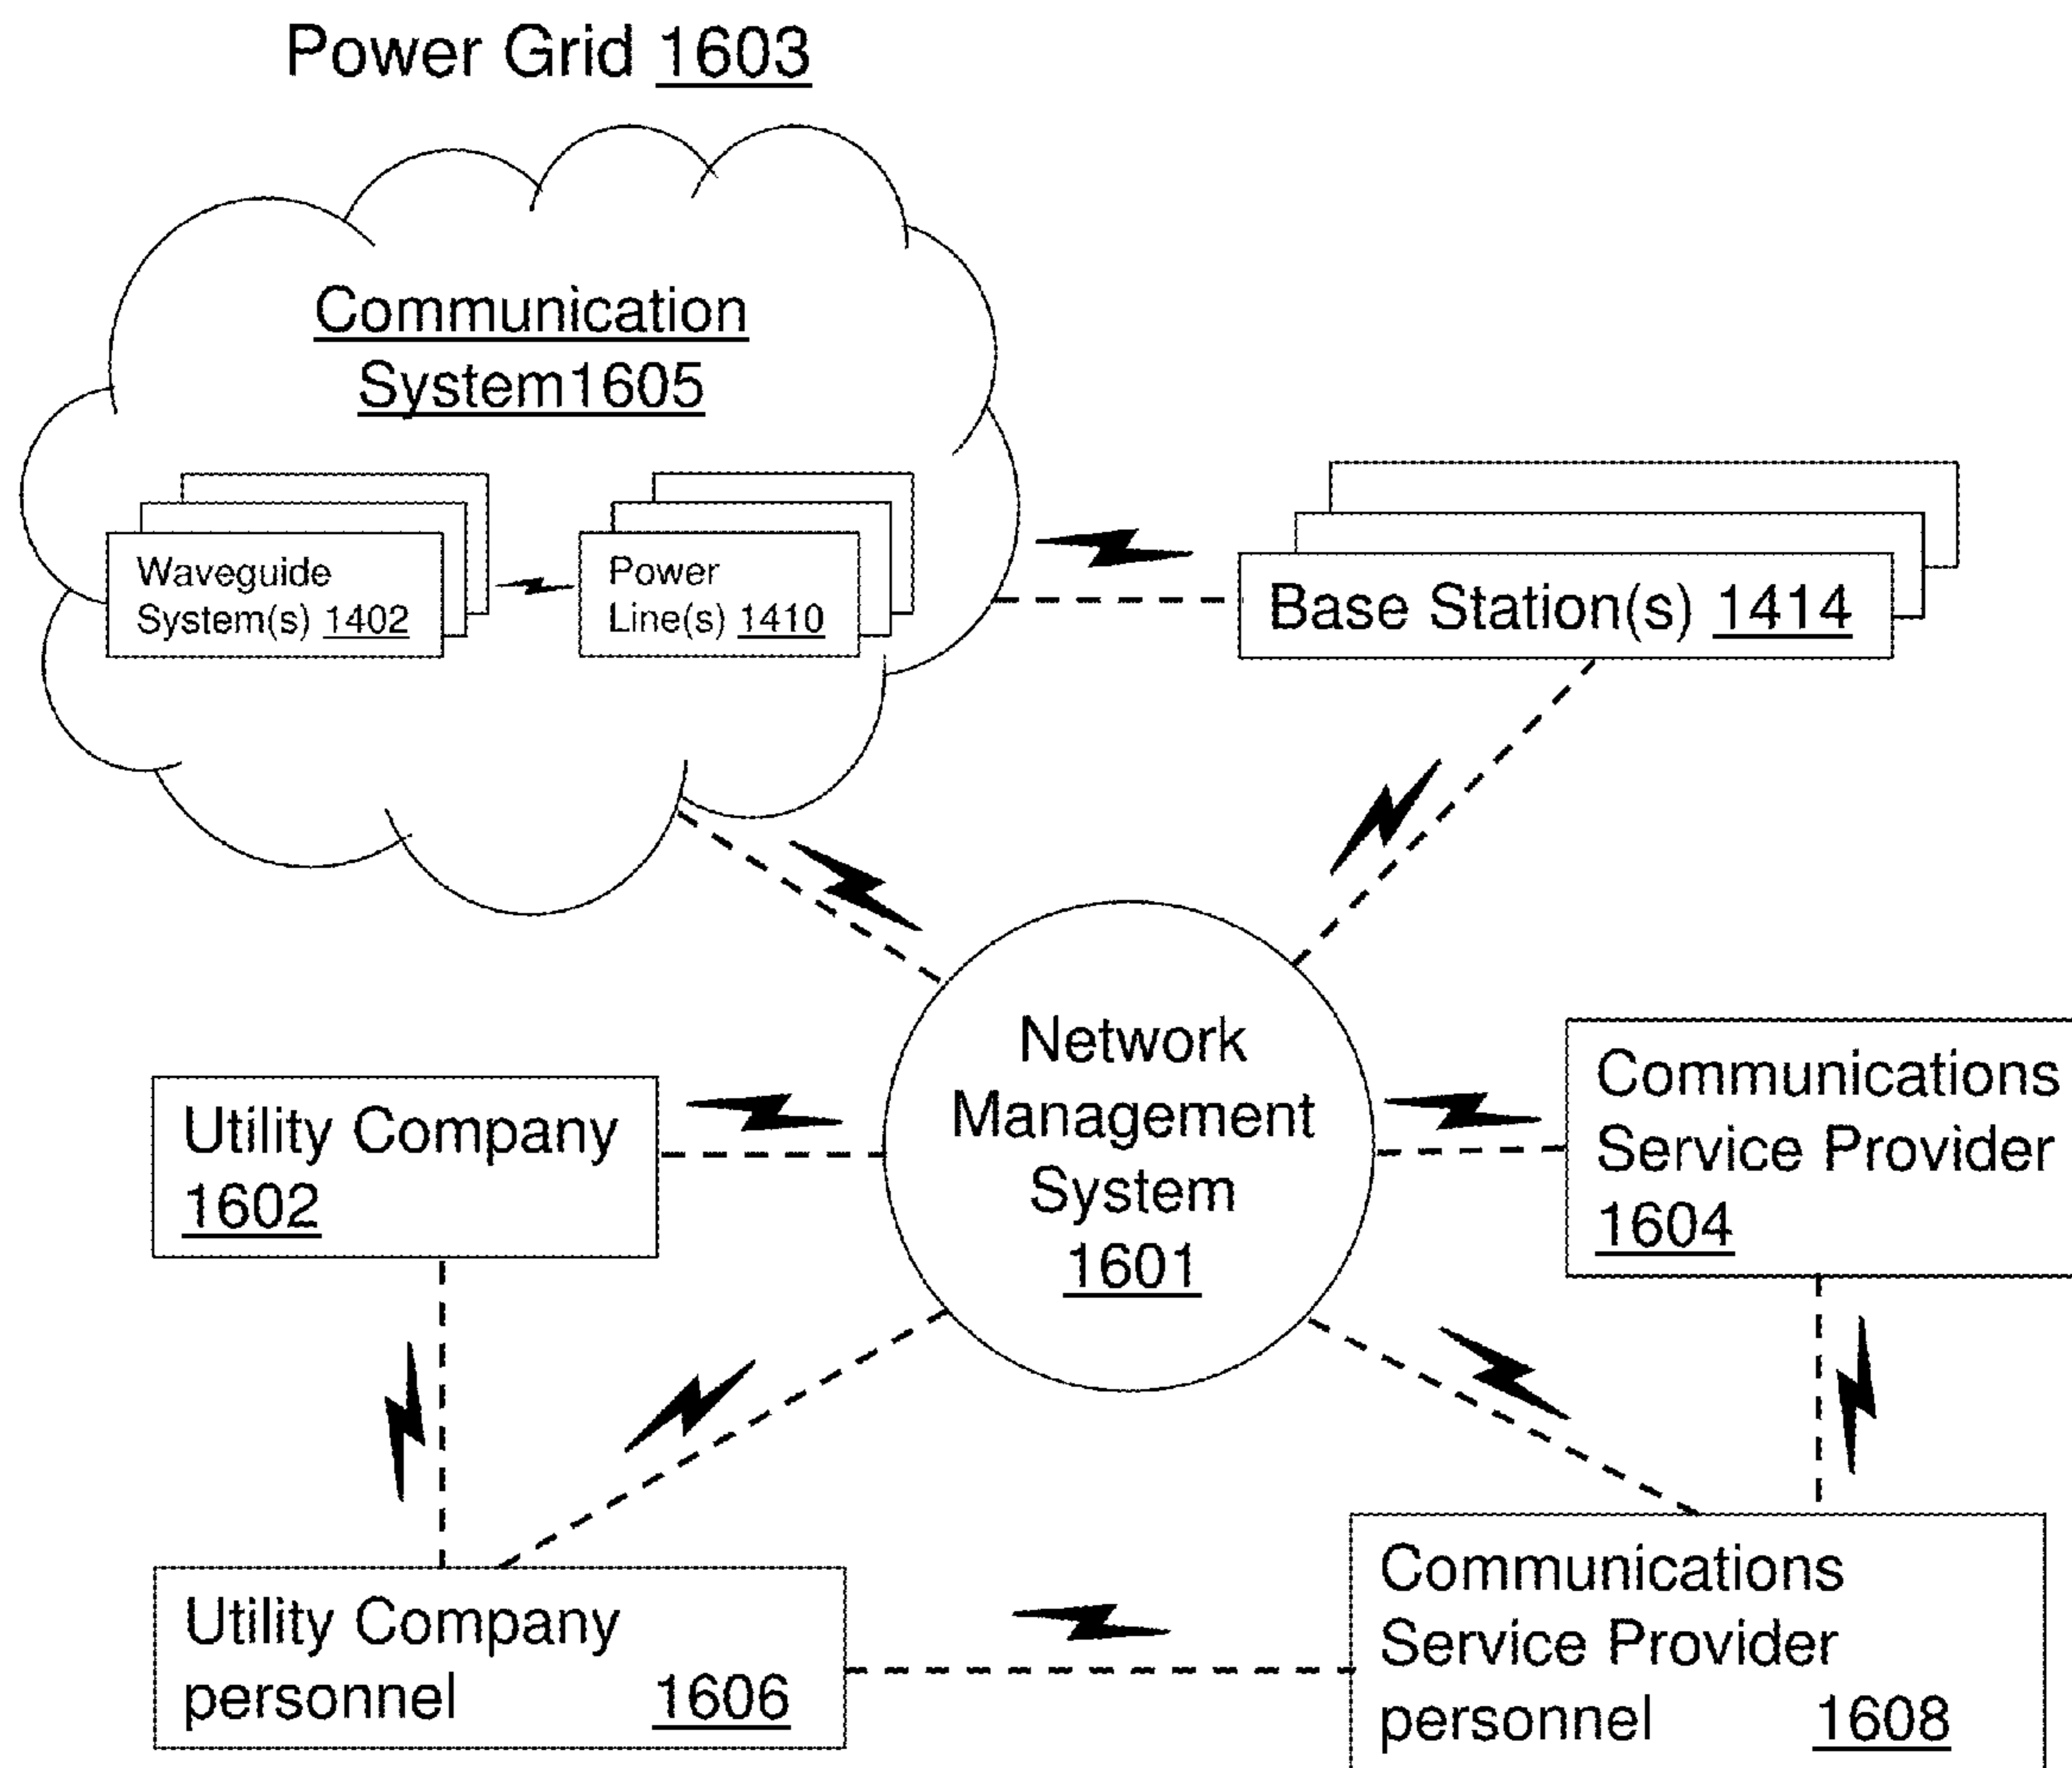 Power Grid 1603
Communication
System1605
Waveguide
System(s) 1402
Power
Line(s) 1410
Base Station(s) 1414
Network
Management
System
1601
Utility Company
1602
Communications
Service Provider
1604
Utility Company
personnel 1606
Communications
Service Provider
personnel 1608